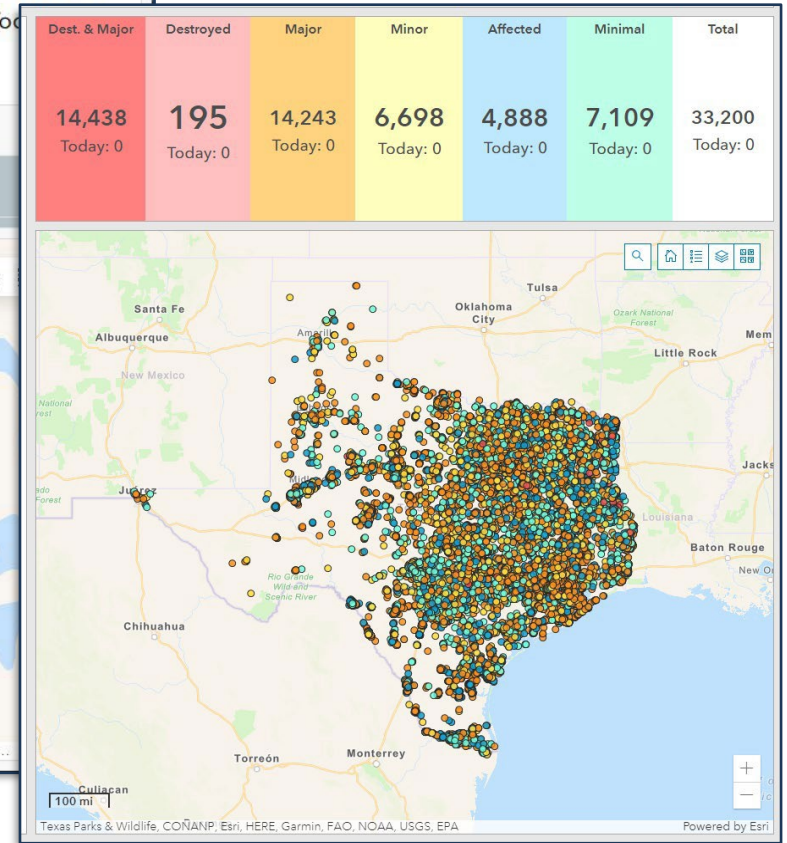 Dest. & Major
Destroyed
Major
Minor
Affected
Minimal
Total
14,438
195
14,243
6,698
4,888
7,109
33,200
Today: 0
Today: 0
Today: 0
Today: 0
Today: 0
Today: 0
Today: 0
Tulsa
Santa Fe
Oklahoma
City
Ozark National
Forest
Albuquerque
Mem
Little Rock
New Mexico
National
Jacks
Juárez
Forest
Louisiana
Baton Rouge
New O
Rio Grande
Wild and
Scenic River
Chihuahua
Torreón
Monterrey
Culiacan
100 mi
Texas Parks & Wildlife, CONANP, Esri, HERE, Garmin, FAO, NOAA, USGS, EPA
Powered by Esri